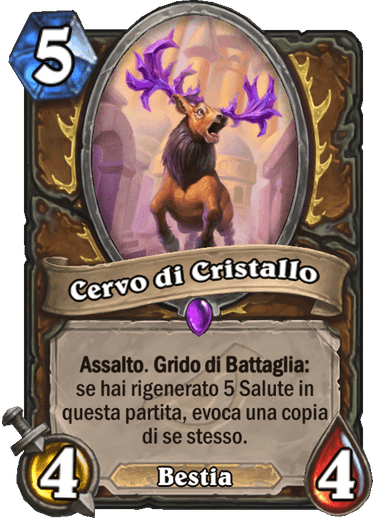 5
Cervo di Cristallo
Assalto. Grido di Battaglia:
se hai rigenerato 5 Salute in
questa partita, evoca una copia
di se stesso.
4
Bestia
4